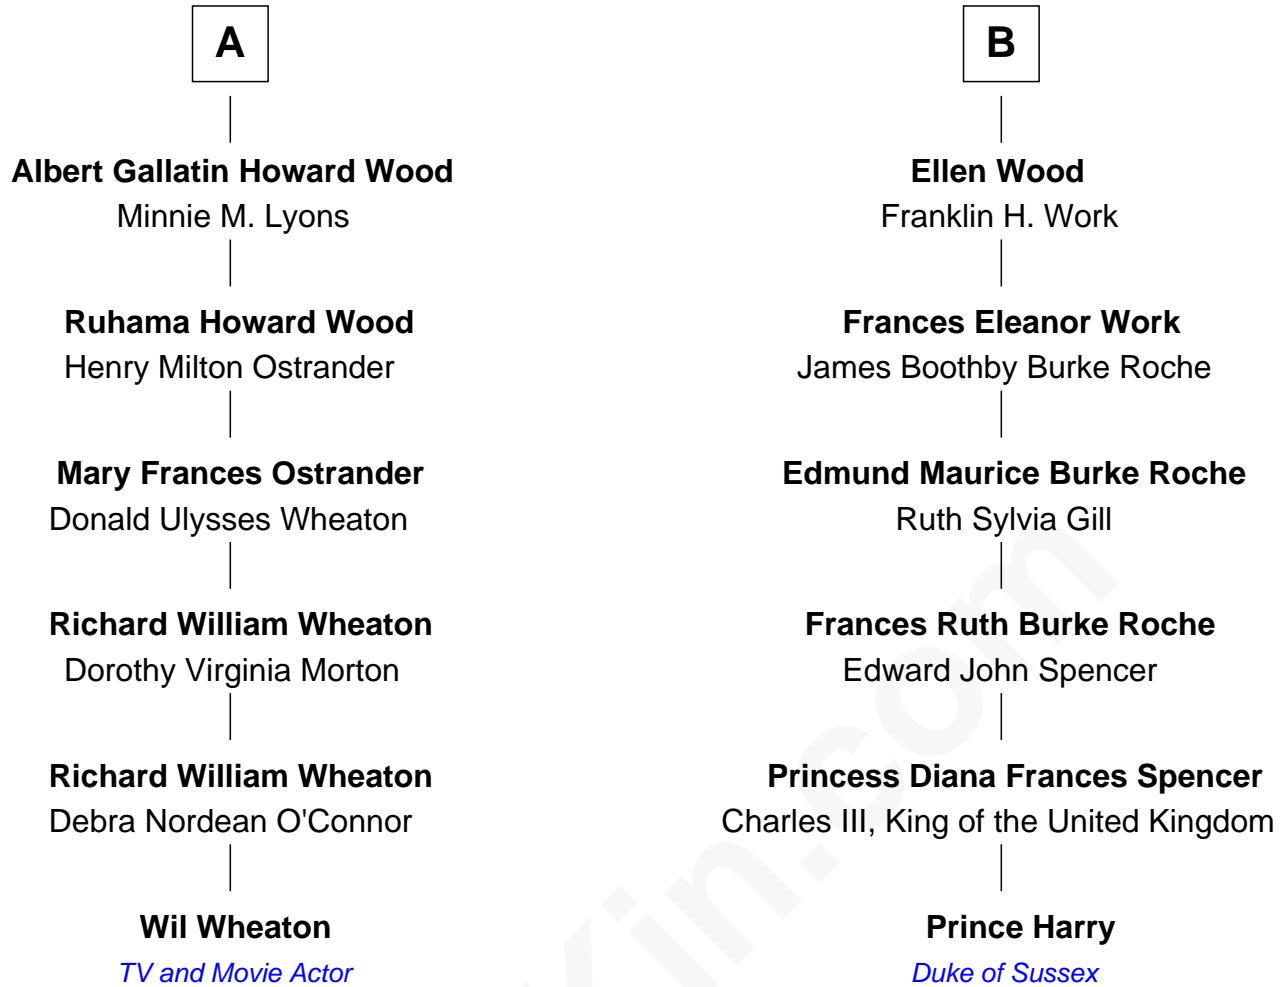 A
Albert Gallatin Howard Wood
Minnie M. Lyons
Ruhama Howard Wood
Henry Milton Ostrander
Mary Frances Ostrander
Donald Ulysses Wheaton
Richard William Wheaton
Dorothy Virginia Morton
Richard William Wheaton
Debra Nordean O'Connor
Wil Wheaton
TV and Movie Actor
B
Ellen Wood
Franklin H. Work
Frances Eleanor Work
James Boothby Burke Roche
Edmund Maurice Burke Roche
Ruth Sylvia Gill
Frances Ruth Burke Roche
Edward John Spencer
Princess Diana Frances Spencer
Charles III, King of the United Kingdom
Prince Harry
Duke of Sussex
Kin.com